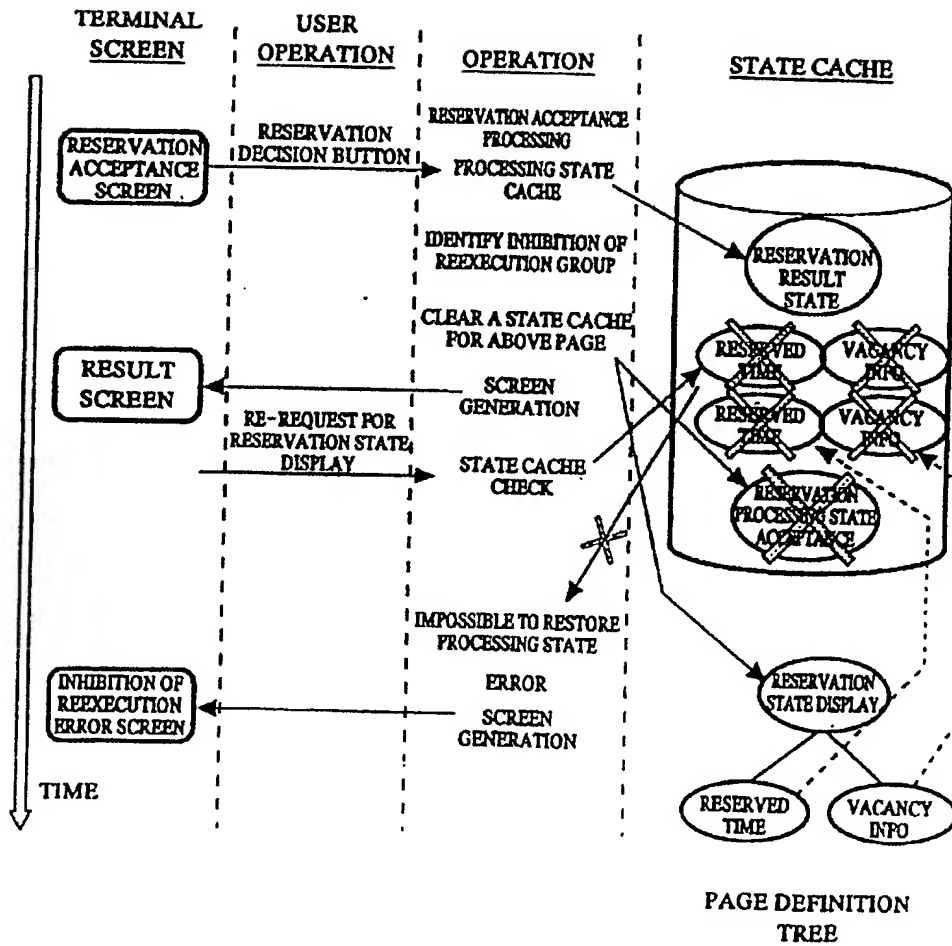 TERMINAL
SCREEN
USER
OPERATION
OPERATION
STATE CACHE
RESERVATION
ACCEPTANCE
SCREEN
RESERVATION
DECISION BUTTON
RESERVATION ACCEPTANCE
PROCESSING
PROCESSING STATE
CACHE
IDENTIFY INHIBITION OF
REEXECUTION GROUP
CLEAR A STATE CACHE
FOR ABOVE PAGE
RESERVATION
RESULT
STATE
RESERVED
TIME
VACANCY
INFO
RESERVED
TIME
VACANCY
INFO
RESERVATION
PROCESSING STATE
ACCEPTANCE
RESULT
SCREEN
SCREEN
GENERATION
RE-REQUEST FOR
RESERVATION STATE
DISPLAY
STATE CACHE
CHECK
IMPOSSIBLE TO RESTORE
PROCESSING STATE
INHIBITION OF
REEXECUTION
ERROR SCREEN
ERROR
SCREEN
GENERATION
RESERVATION
STATE DISPLAY
RESERVED
TIME
VACANCY
INFO
TIME
PAGE DEFINITION
TREE